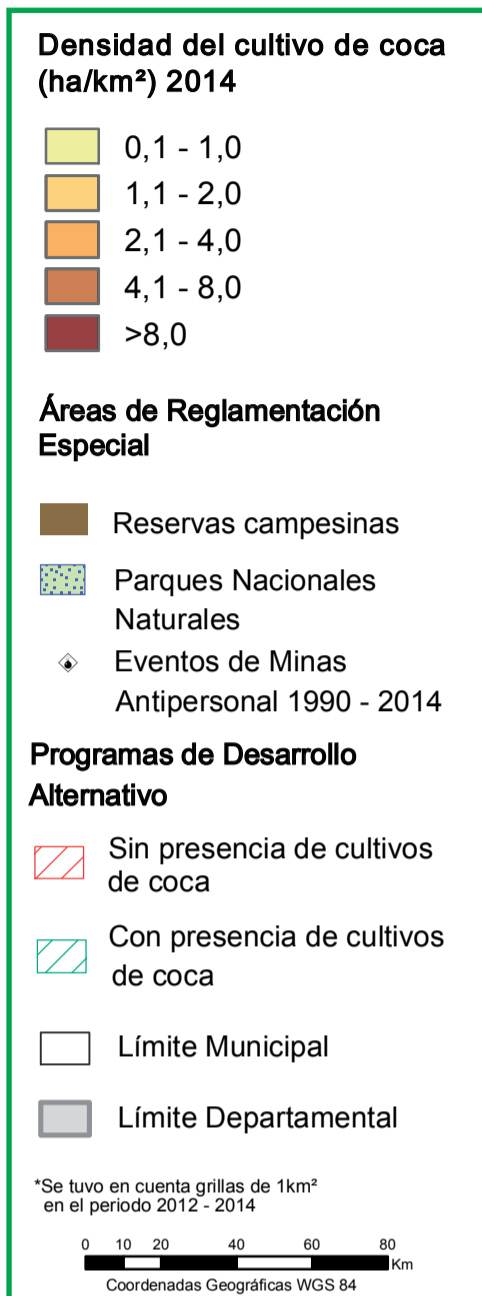 Densidad del cultivo de coca
(ha/km²) 2014
0,1 - 1,0
1,1 - 2,0
2,1 - 4,0
4,1 - 8,0
>8,0
Áreas de Reglamentación
Especial
Reservas campesinas
Parques Nacionales
Naturales
Eventos de Minas
Antipersonal 1990 - 2014
Programas de Desarrollo
Alternativo
Sin presencia de cultivos
de coca
Con presencia de cultivos
de coca
Límite Municipal
Límite Departamental
*Se tuvo en cuenta grillas de 1km²
en el periodo 2012 - 2014
0 10 20 40 60 80
Km
Coordenadas Geográficas WGS 84